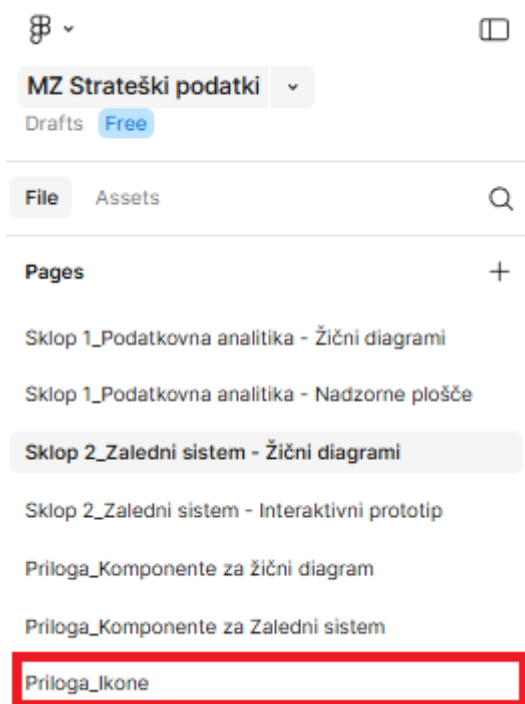 MZ Strateški podatki
Drafts Free
File Assets
Pages
Sklop 1_Podatkovna analitika - Žični diagrami
Sklop 1_Podatkovna analitika - Nadzorne plošče
Sklop 2_Zaledni sistem - Žični diagrami
Sklop 2_Zaledni sistem - Interaktivni prototip
Priloga_Komponente za žični diagram
Priloga_Komponente za Zaledni sistem
Priloga_Ikone